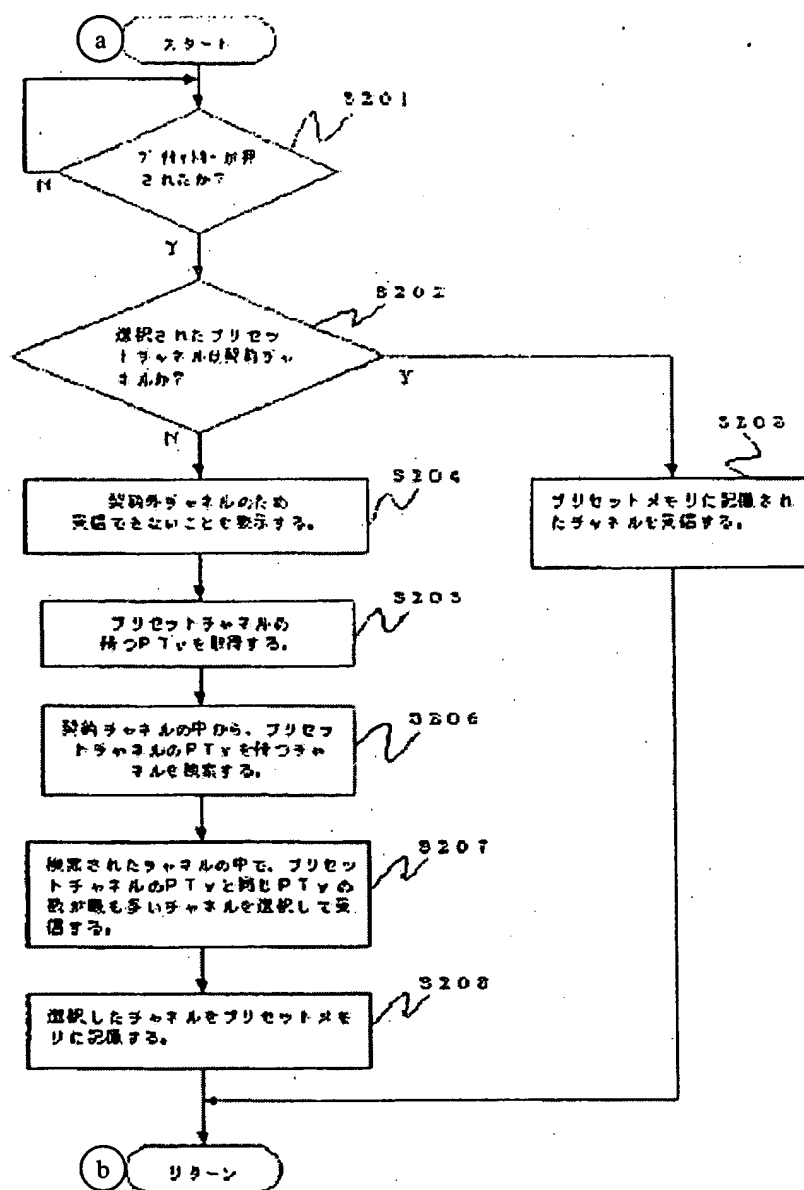 a
スタート
S201
プリセットキーが押
されたか?
N
Y
S202
選択されたプリセッ
トチャネルは契約チャ
ネルか?
Y
N
S203
S204
契約外チャネルのため
受信できないことを表示する。
プリセットメモリに記憶され
たチャネルを受信する。
S205
プリセットチャネルの
持つPTyを取得する。
S206
契約チャネルの中から、プリセッ
トチャネルのPTyを持つチャ
ネルを検索する。
S207
検索されたチャネルの中で、プリセッ
トチャネルのPTyと同じPTyの
数が最も多いチャネルを選択して受
信する。
S208
選択したチャネルをプリセットメモ
リに記憶する。
b
リターン